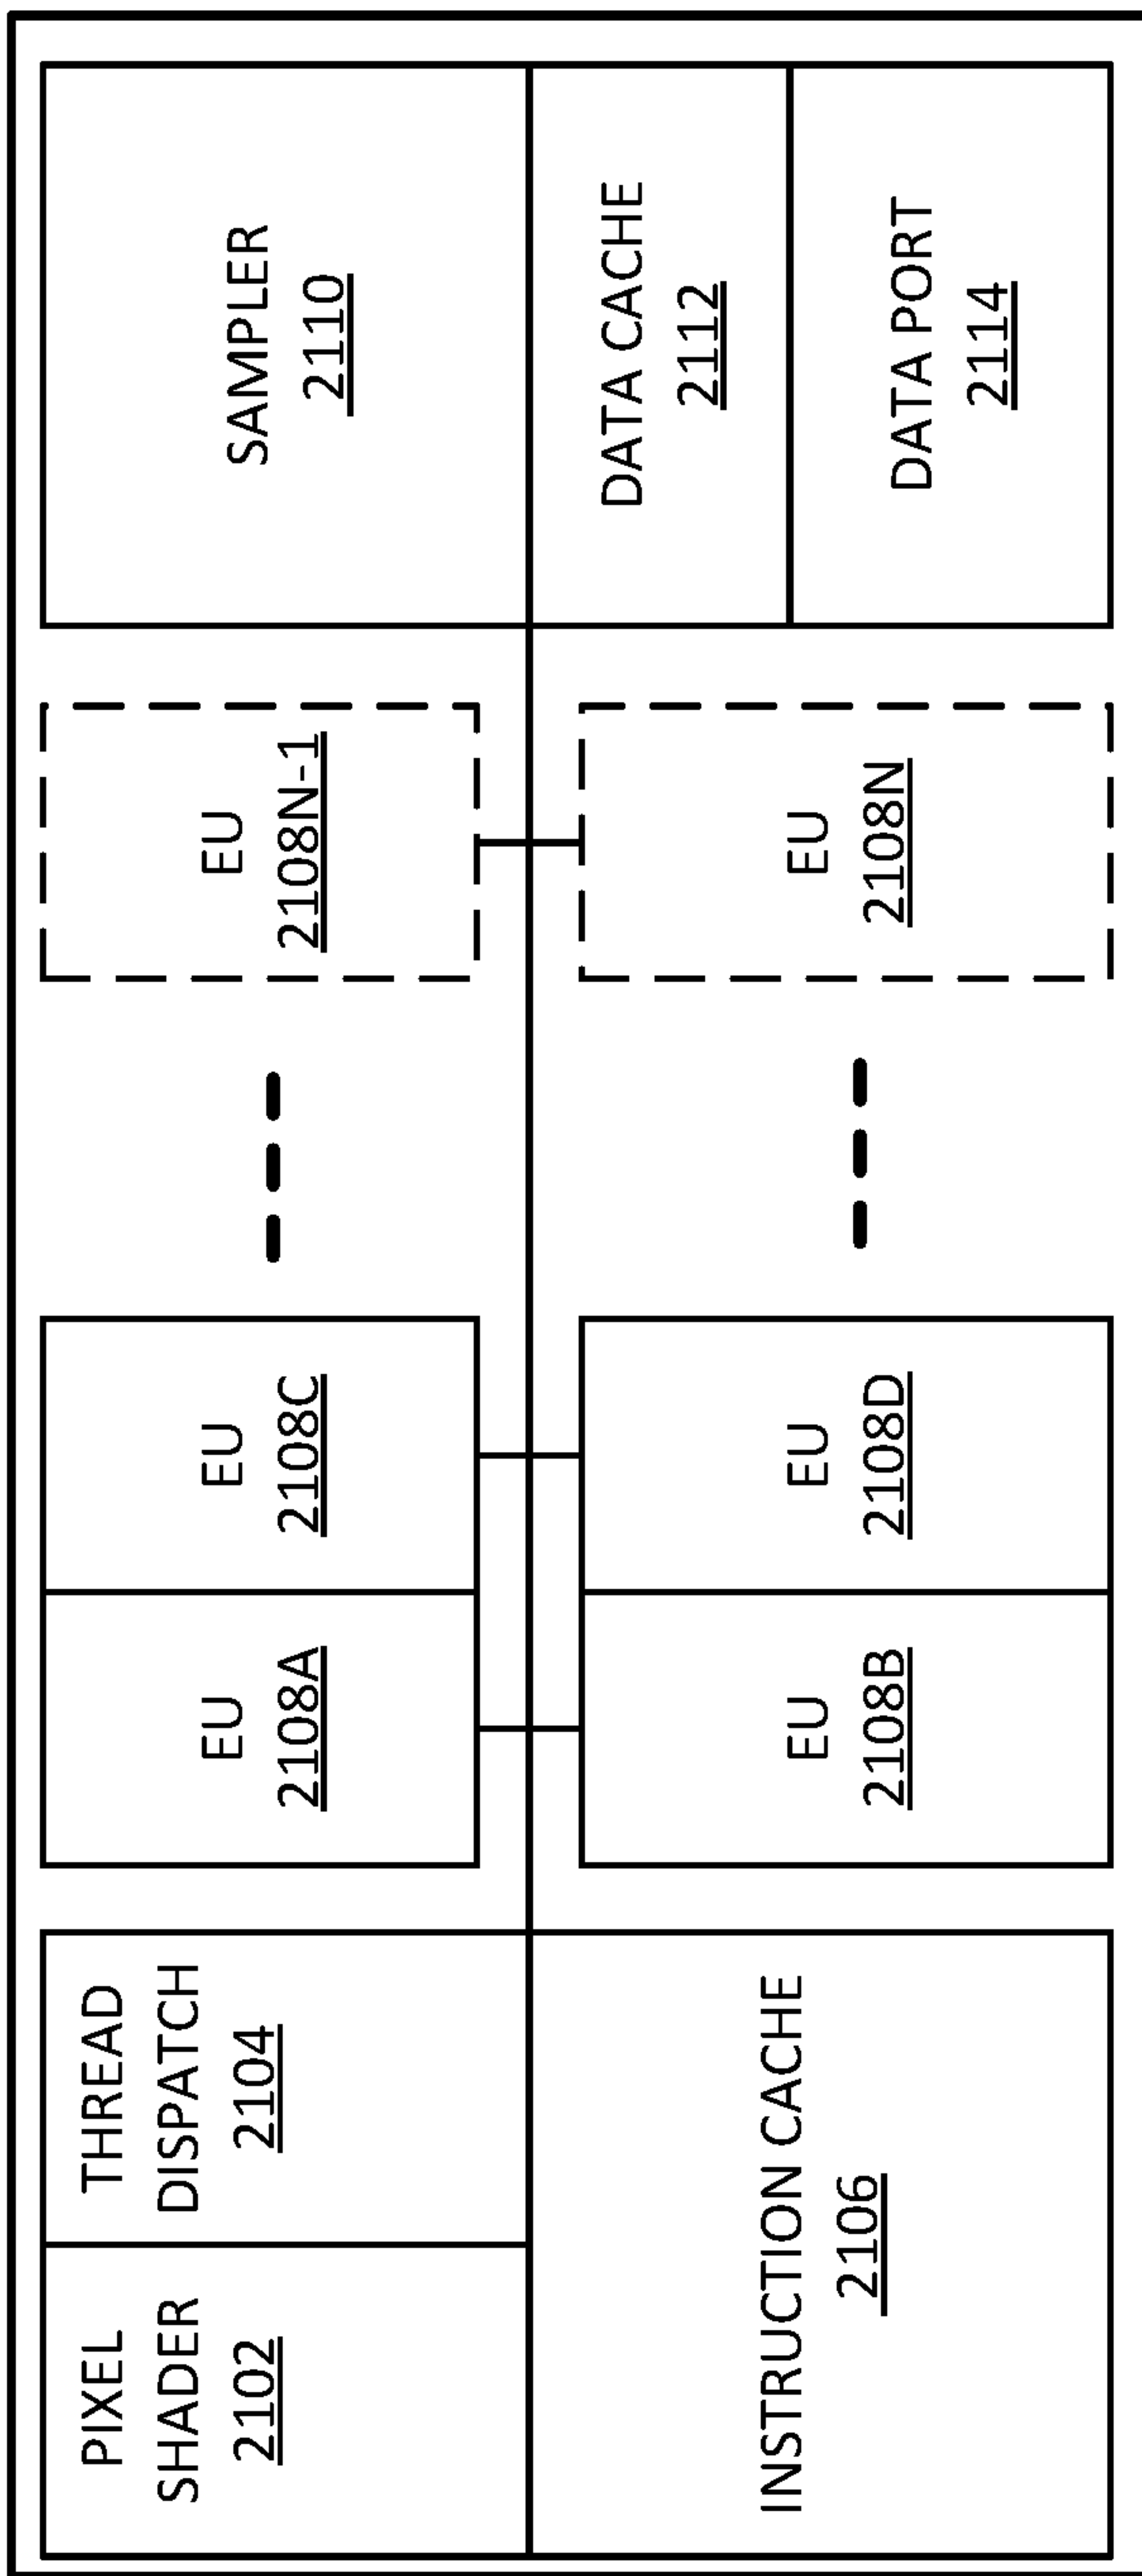 PIXEL
SHADER
2102
THREAD
DISPATCH
2104
INSTRUCTION CACHE
2106
EU
2108A
EU
2108C
EU
2108B
EU
2108D
EU
2108N-1
EU
2108N
SAMPLER
2110
DATA CACHE
2112
DATA PORT
2114